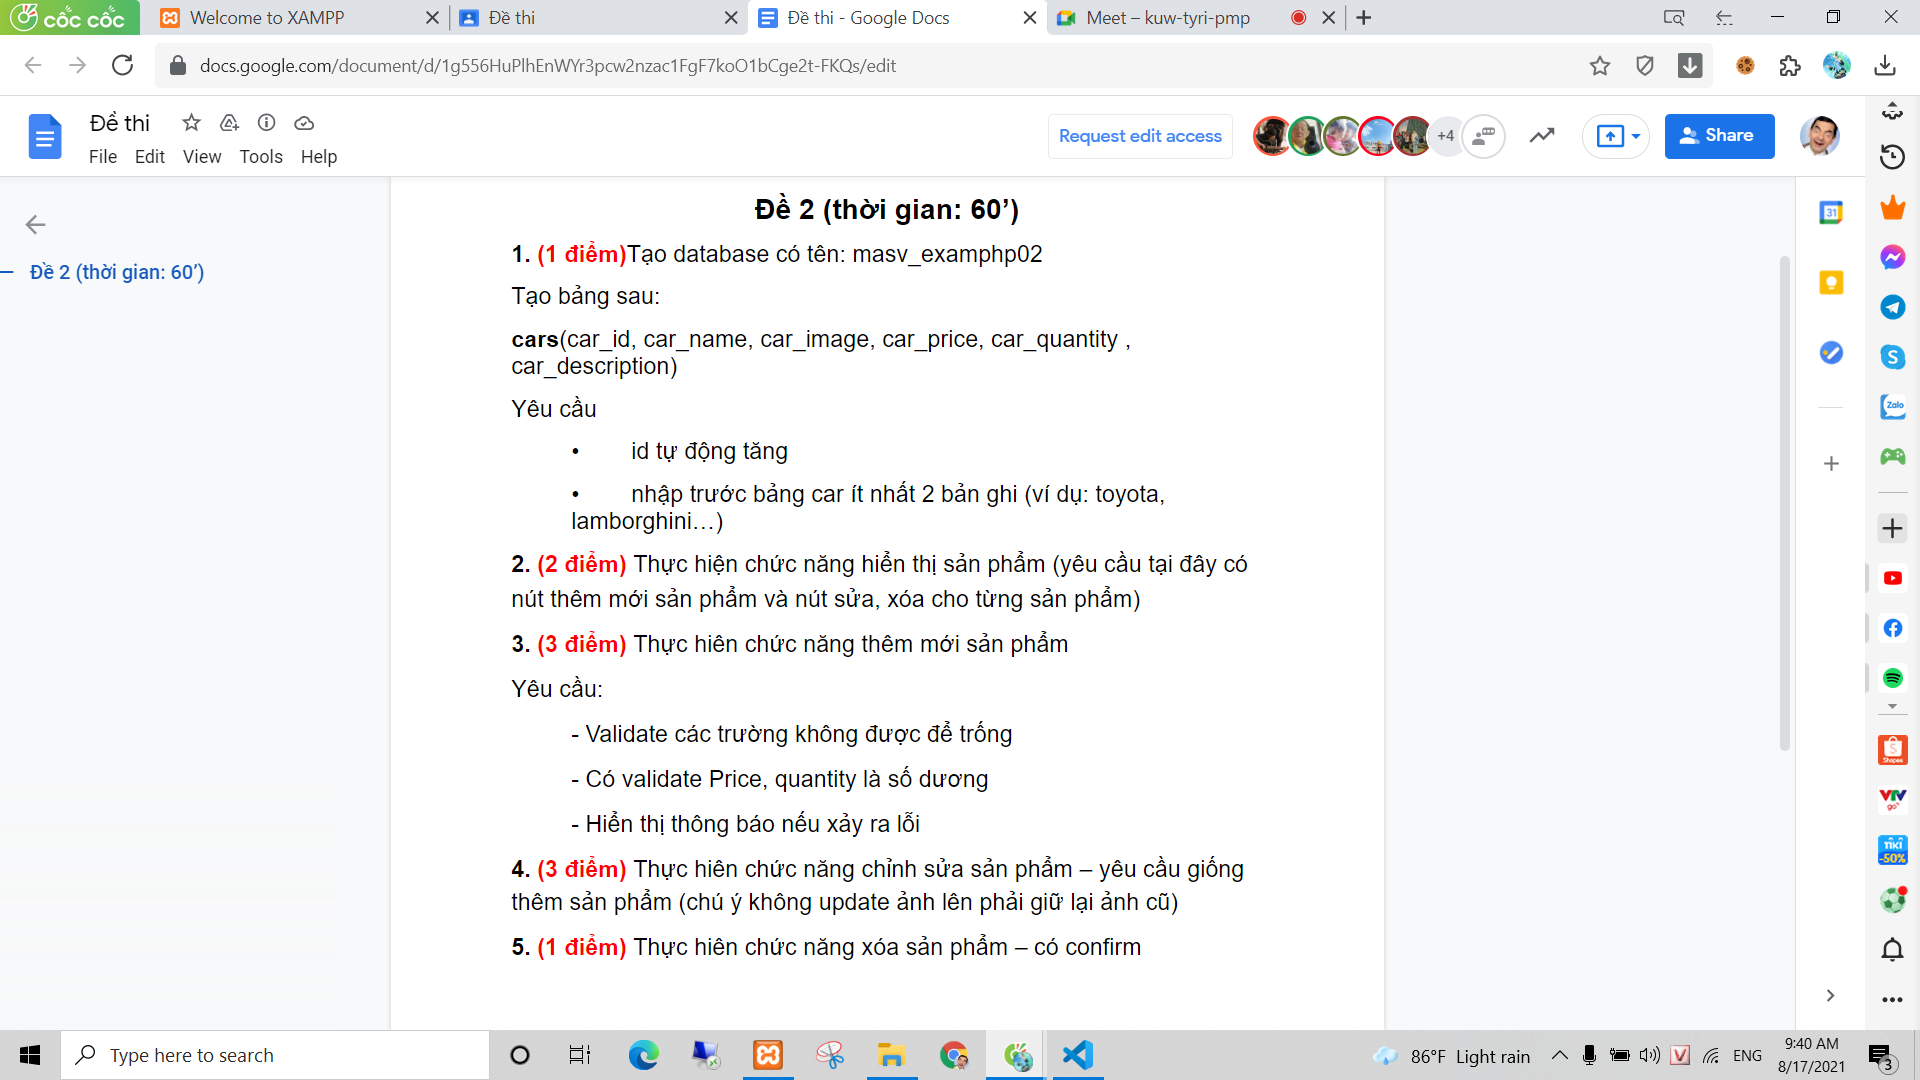 cốc cốc
Welcome to XAMPP
Đề thi
Đề thi - Google Docs
Meet – kuw-tyri-pmp
docs.google.com/document/d/1g556HuPlhEnWYr3pcw2nzac1FgF7koO1bCge2t-FKQs/edit
Đề thi
File Edit View Tools Help
Request edit access
+4
Share
Đề 2 (thời gian: 60’)
Đề 2 (thời gian: 60’)
1. (1 điểm)Tạo database có tên: masv_examphp02
Tạo bảng sau:
cars(car_id, car_name, car_image, car_price, car_quantity ,
car_description)
Yêu cầu
• id tự động tăng
• nhập trước bảng car ít nhất 2 bản ghi (ví dụ: toyota,
lamborghini…)
2. (2 điểm) Thực hiện chức năng hiển thị sản phẩm (yêu cầu tại đây có
nút thêm mới sản phẩm và nút sửa, xóa cho từng sản phẩm)
3. (3 điểm) Thực hiên chức năng thêm mới sản phẩm
Yêu cầu:
- Validate các trường không được để trống
- Có validate Price, quantity là số dương
- Hiển thị thông báo nếu xảy ra lỗi
4. (3 điểm) Thực hiên chức năng chỉnh sửa sản phẩm – yêu cầu giống
thêm sản phẩm (chú ý không update ảnh lên phải giữ lại ảnh cũ)
5. (1 điểm) Thực hiên chức năng xóa sản phẩm – có confirm
31
Zalo
Shopee
VTV
go
TIKI
-50%
Type here to search
86°F Light rain
ENG
9:40 AM
8/17/2021
3